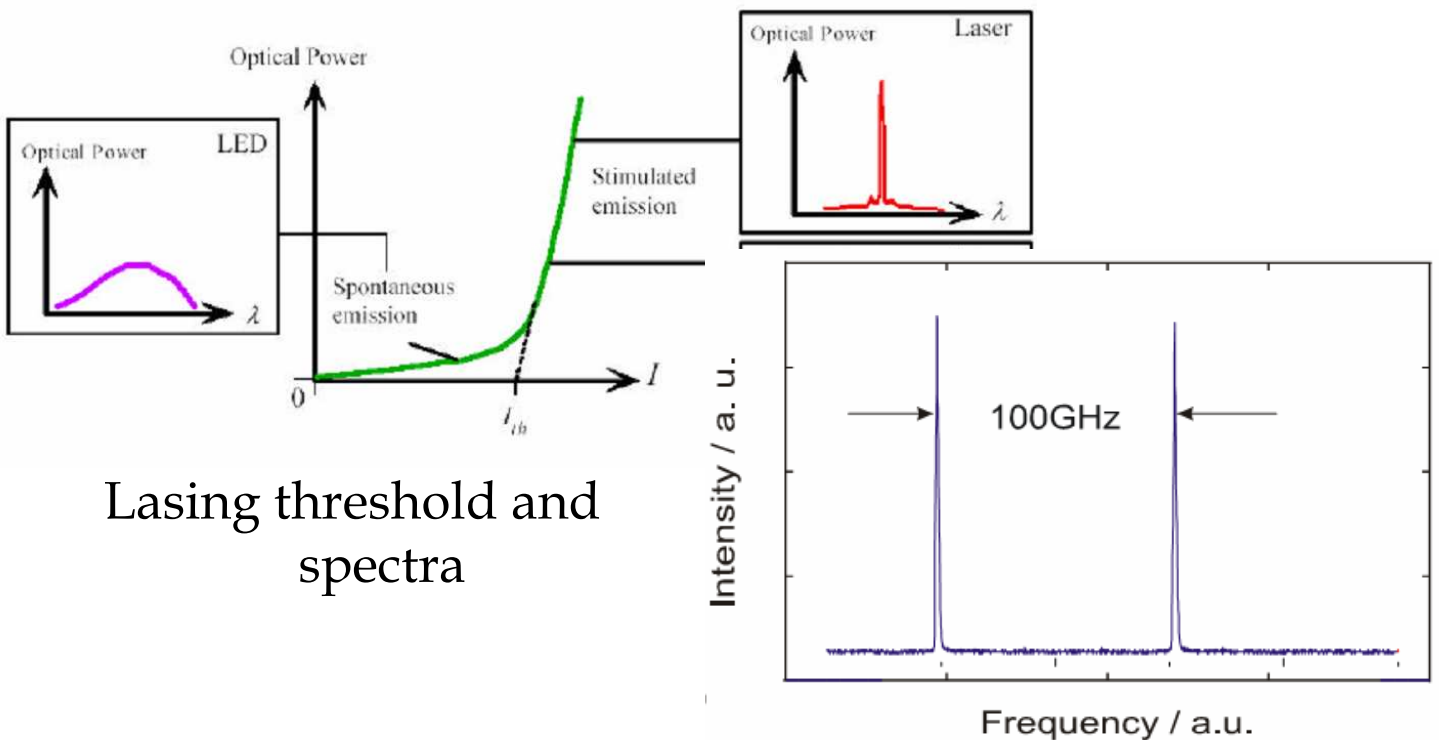 Optical Power
LED
Optical Power
λ
Spontaneous
emission
Stimulated
emission
0
I
I_th
Optical Power
Laser
λ
Lasing threshold and
spectra
Intensity / a. u.
100GHz
Frequency / a.u.